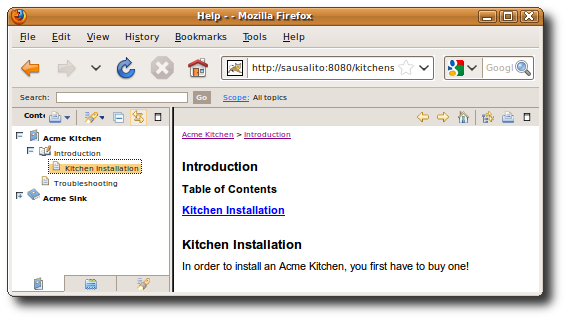 Help - - Mozilla Firefox
File Edit View History Bookmarks Tools Help
http://sausalito:8080/kitchens Googl
Search: Go Scope: All topics
Conte
Acme Kitchen
Introduction
Kitchen Installation
Troubleshooting
Acme Sink
Acme Kitchen > Introduction
Introduction
Table of Contents
Kitchen Installation
Kitchen Installation
In order to install an Acme Kitchen, you first have to buy one!